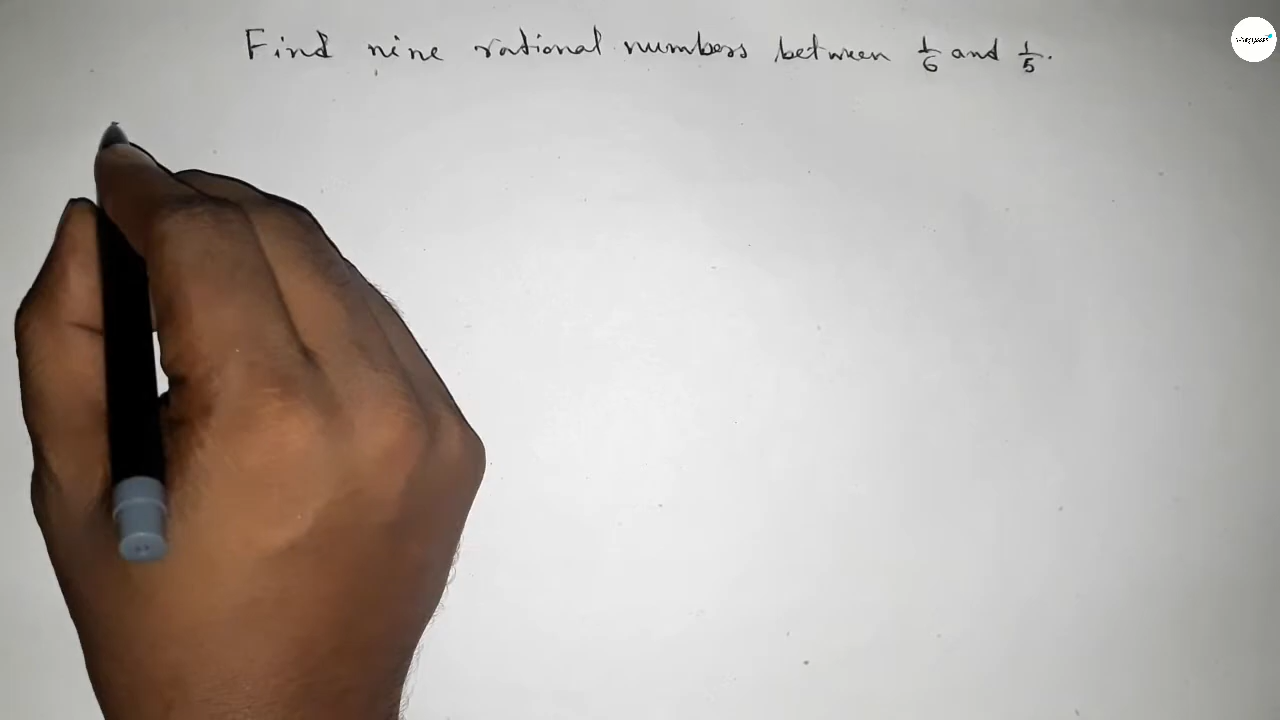 Find nine rational numbers between 1/6 and 1/5.